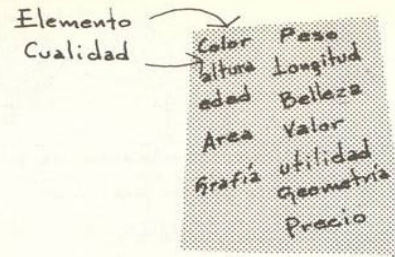 Elemento
Cualidad
Color Peso
altura Longitud
edad Belleza
Area Valor
Grafía utilidad
Geometría
Precio